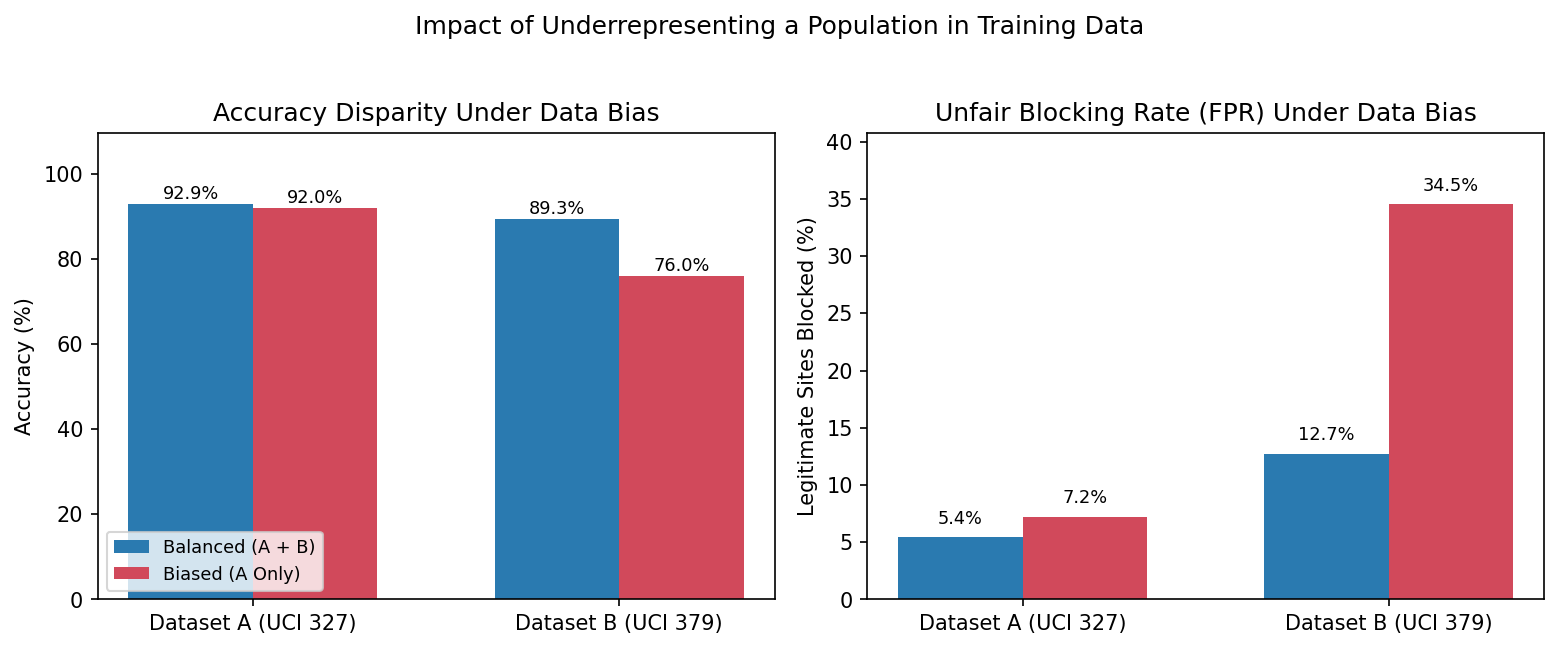 Impact of Underrepresenting a Population in Training Data
Accuracy Disparity Under Data Bias
Accuracy (%)
100
80
60
40
20
0
92.9%
92.0%
89.3%
76.0%
Balanced (A + B)
Biased (A Only)
Dataset A (UCI 327)
Dataset B (UCI 379)
Unfair Blocking Rate (FPR) Under Data Bias
Legitimate Sites Blocked (%)
40
35
30
25
20
15
10
5
0
5.4%
7.2%
12.7%
34.5%
Dataset A (UCI 327)
Dataset B (UCI 379)